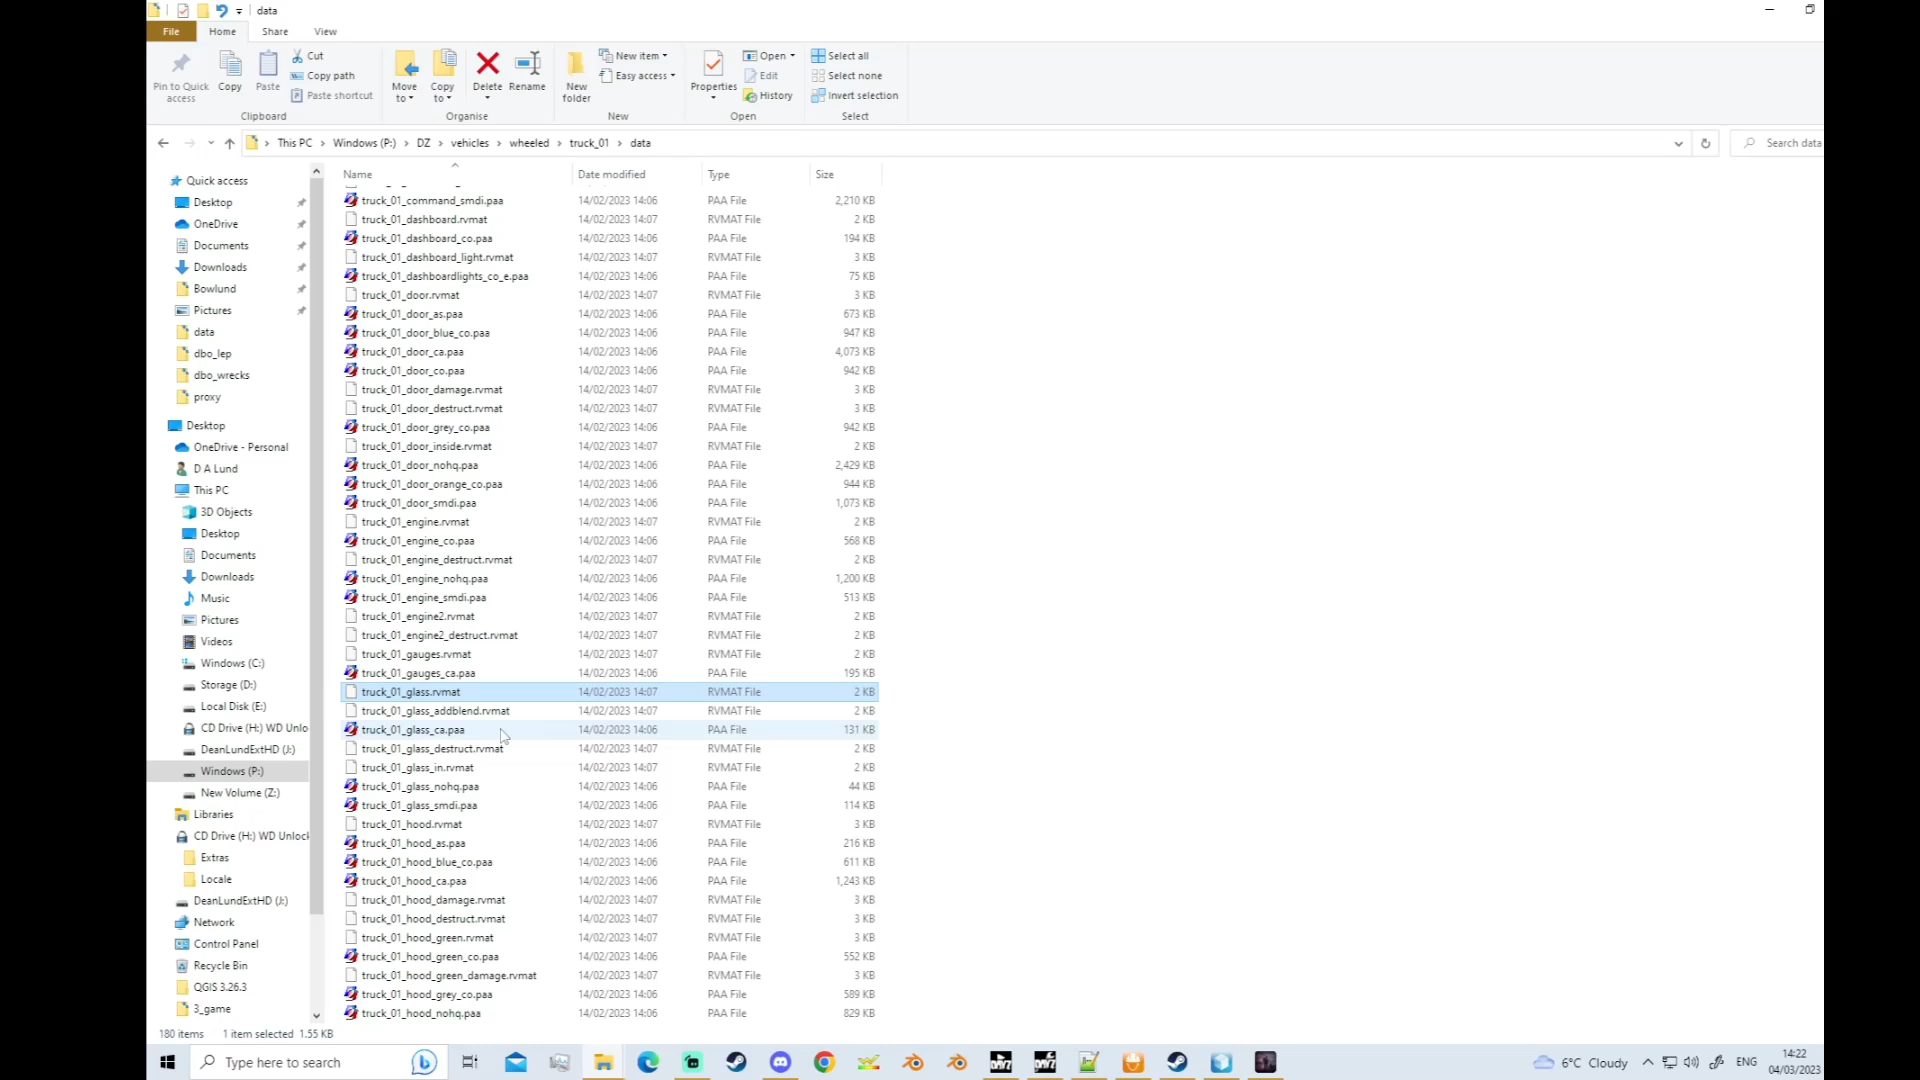 data
File Home Share View
Pin to Quick access
Copy
Paste
Cut
Copy path
Paste shortcut
Clipboard
Move to
Copy to
Delete
Rename
Organise
New folder
New item
Easy access
New
Properties
Open
Edit
History
Open
Select all
Select none
Invert selection
Select
This PC > Windows (P:) > DZ > vehicles > wheeled > truck_01 > data
Search data
Quick access
Desktop
OneDrive
Documents
Downloads
Bowlund
Pictures
data
dbo_lep
dbo_wrecks
proxy
Desktop
OneDrive - Personal
D A Lund
This PC
3D Objects
Desktop
Documents
Downloads
Music
Pictures
Videos
Windows (C:)
Storage (D:)
Local Disk (E:)
CD Drive (H:) WD Unlo
DeanLundExtHD (J:)
Windows (P:)
New Volume (Z:)
Libraries
CD Drive (H:) WD Unlock
Extras
Locale
DeanLundExtHD (J:)
Network
Control Panel
Recycle Bin
QGIS 3.26.3
3_game
Name Date modified Type Size
truck_01_command_smdi.paa 14/02/2023 14:06 PAA File 2,210 KB
truck_01_dashboard.rvmat 14/02/2023 14:07 RVMAT File 2 KB
truck_01_dashboard_co.paa 14/02/2023 14:06 PAA File 194 KB
truck_01_dashboard_light.rvmat 14/02/2023 14:07 RVMAT File 3 KB
truck_01_dashboardlights_co_e.paa 14/02/2023 14:06 PAA File 75 KB
truck_01_door.rvmat 14/02/2023 14:07 RVMAT File 3 KB
truck_01_door_as.paa 14/02/2023 14:06 PAA File 673 KB
truck_01_door_blue_co.paa 14/02/2023 14:06 PAA File 947 KB
truck_01_door_ca.paa 14/02/2023 14:06 PAA File 4,073 KB
truck_01_door_co.paa 14/02/2023 14:06 PAA File 942 KB
truck_01_door_damage.rvmat 14/02/2023 14:07 RVMAT File 3 KB
truck_01_door_destruct.rvmat 14/02/2023 14:07 RVMAT File 3 KB
truck_01_door_grey_co.paa 14/02/2023 14:06 PAA File 942 KB
truck_01_door_inside.rvmat 14/02/2023 14:07 RVMAT File 2 KB
truck_01_door_nohq.paa 14/02/2023 14:06 PAA File 2,429 KB
truck_01_door_orange_co.paa 14/02/2023 14:06 PAA File 944 KB
truck_01_door_smdi.paa 14/02/2023 14:06 PAA File 1,073 KB
truck_01_engine.rvmat 14/02/2023 14:07 RVMAT File 2 KB
truck_01_engine_co.paa 14/02/2023 14:06 PAA File 568 KB
truck_01_engine_destruct.rvmat 14/02/2023 14:07 RVMAT File 2 KB
truck_01_engine_nohq.paa 14/02/2023 14:06 PAA File 1,200 KB
truck_01_engine_smdi.paa 14/02/2023 14:06 PAA File 513 KB
truck_01_engine2.rvmat 14/02/2023 14:07 RVMAT File 2 KB
truck_01_engine2_destruct.rvmat 14/02/2023 14:07 RVMAT File 2 KB
truck_01_gauges.rvmat 14/02/2023 14:07 RVMAT File 2 KB
truck_01_gauges_ca.paa 14/02/2023 14:06 PAA File 195 KB
truck_01_glass.rvmat 14/02/2023 14:07 RVMAT File 2 KB
truck_01_glass_addblend.rvmat 14/02/2023 14:07 RVMAT File 2 KB
truck_01_glass_ca.paa 14/02/2023 14:06 PAA File 131 KB
truck_01_glass_destruct.rvmat 14/02/2023 14:07 RVMAT File 2 KB
truck_01_glass_in.rvmat 14/02/2023 14:07 RVMAT File 2 KB
truck_01_glass_nohq.paa 14/02/2023 14:06 PAA File 44 KB
truck_01_glass_smdi.paa 14/02/2023 14:06 PAA File 114 KB
truck_01_hood.rvmat 14/02/2023 14:07 RVMAT File 3 KB
truck_01_hood_as.paa 14/02/2023 14:06 PAA File 216 KB
truck_01_hood_blue_co.paa 14/02/2023 14:06 PAA File 611 KB
truck_01_hood_ca.paa 14/02/2023 14:06 PAA File 1,243 KB
truck_01_hood_damage.rvmat 14/02/2023 14:07 RVMAT File 3 KB
truck_01_hood_destruct.rvmat 14/02/2023 14:07 RVMAT File 3 KB
truck_01_hood_green.rvmat 14/02/2023 14:07 RVMAT File 3 KB
truck_01_hood_green_co.paa 14/02/2023 14:06 PAA File 552 KB
truck_01_hood_green_damage.rvmat 14/02/2023 14:07 RVMAT File 3 KB
truck_01_hood_grey_co.paa 14/02/2023 14:06 PAA File 589 KB
truck_01_hood_nohq.paa 14/02/2023 14:06 PAA File 829 KB
180 items 1 item selected 1.55 KB
Type here to search
6°C Cloudy
ENG
14:22
04/03/2023